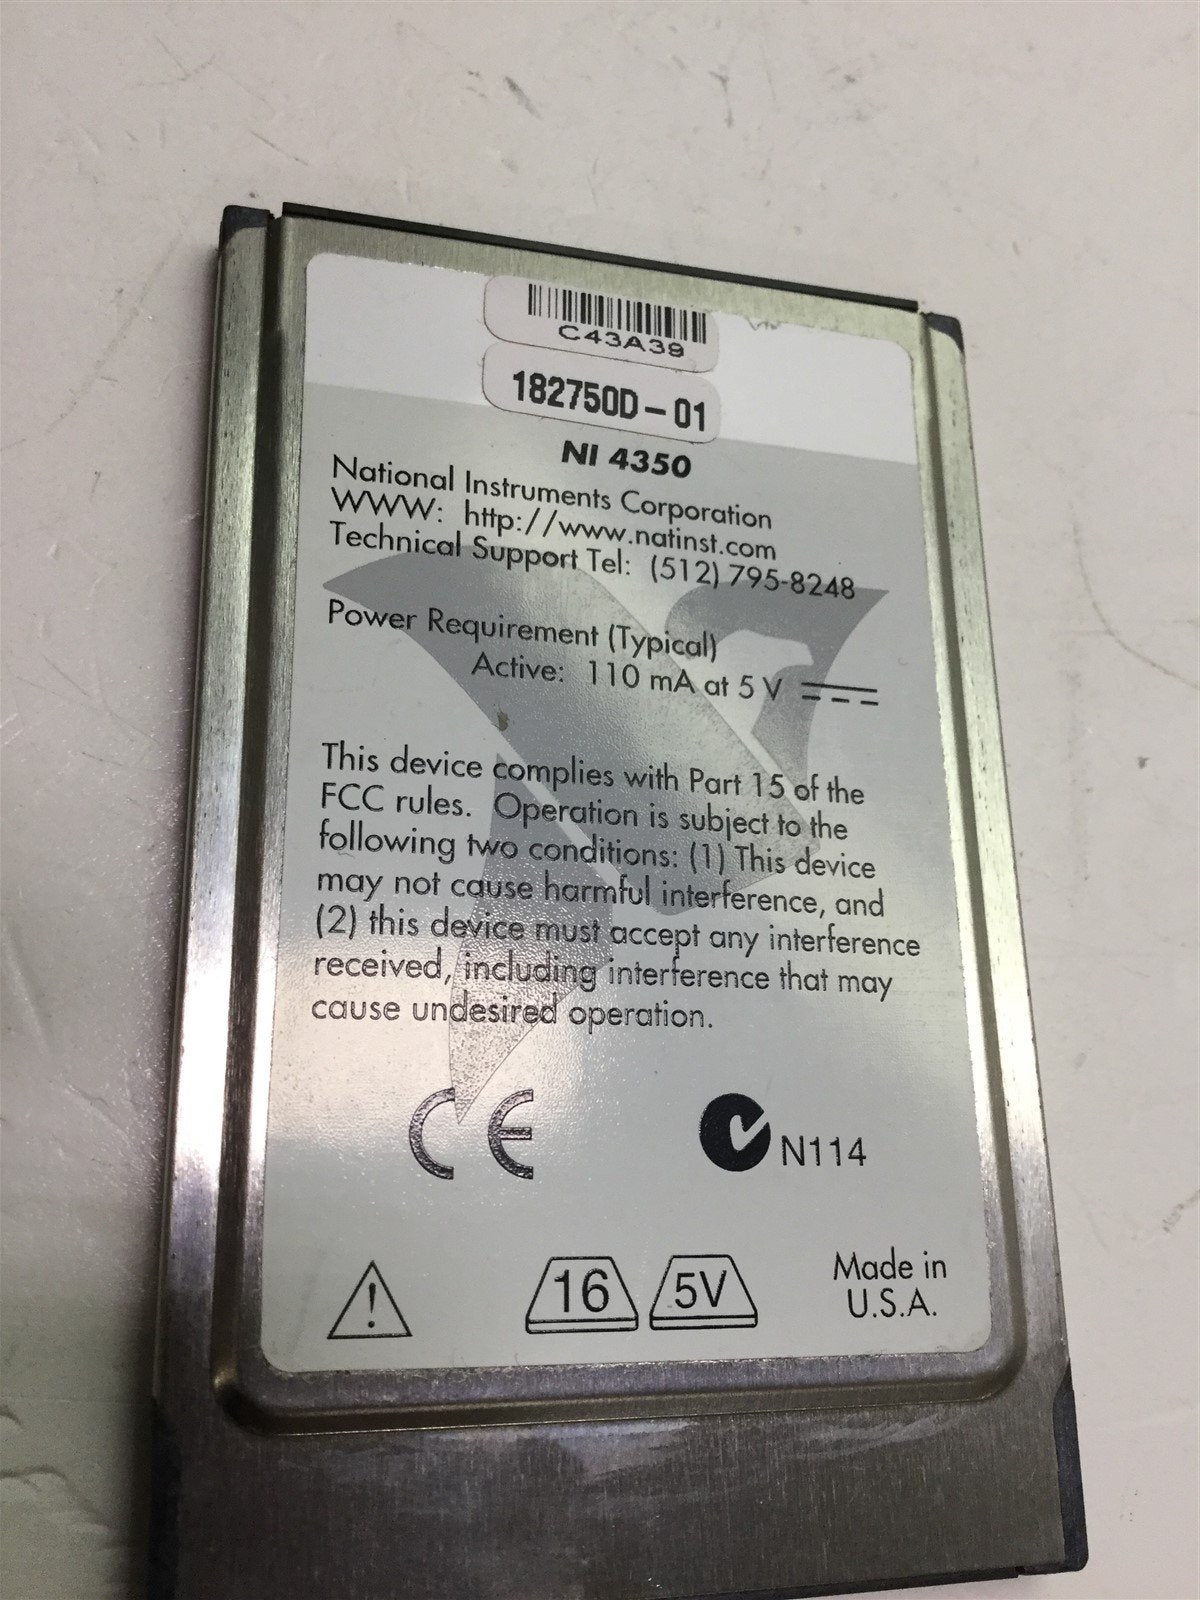 C43A39
182750D-01
NI 4350
National Instruments Corporation
WWW: http://www.natinst.com
Technical Support Tel: (512) 795-8248
Power Requirement (Typical)
Active: 110 mA at 5 V
This device complies with Part 15 of the
FCC rules. Operation is subject to the
following two conditions: (1) This device
may not cause harmful interference, and
(2) this device must accept any interference
received, including interference that may
cause undesired operation.
CE
N114
!
16 5V
Made in
U.S.A.